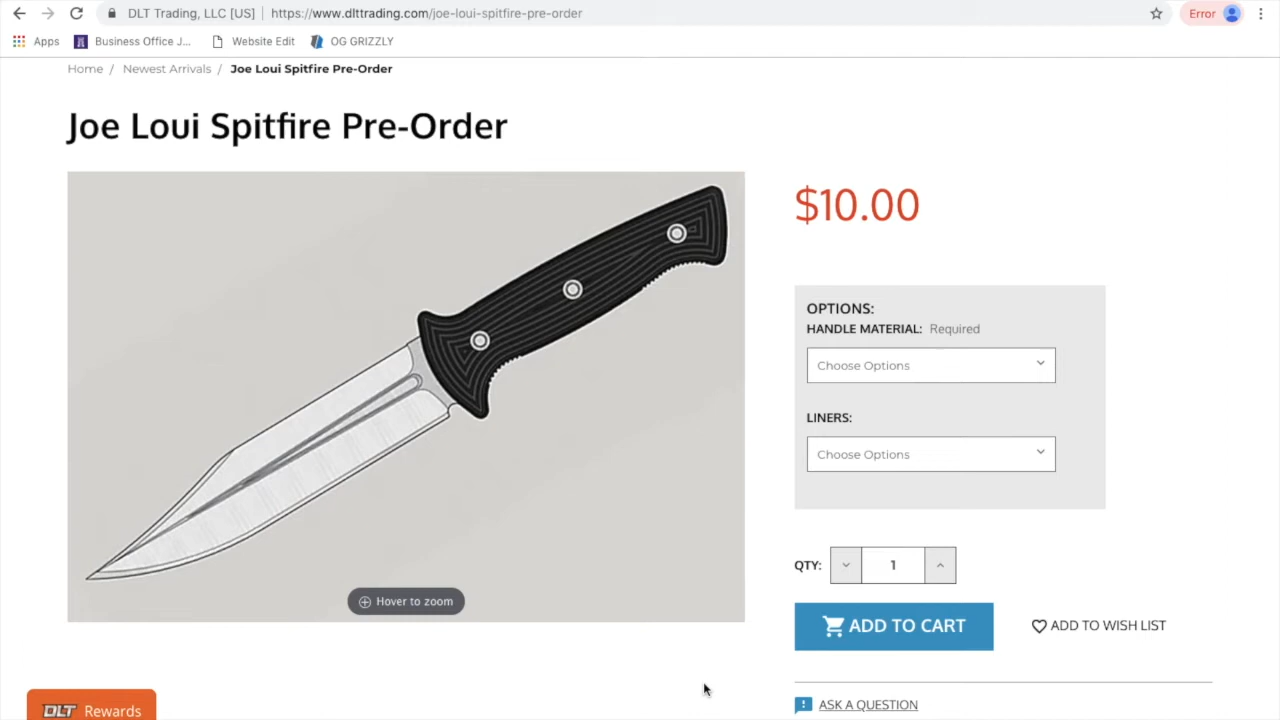 DLT Trading, LLC [US] https://www.dlttrading.com/joe-loui-spitfire-pre-order Error
Apps Business Office J... Website Edit OG GRIZZLY
Home / Newest Arrivals / Joe Loui Spitfire Pre-Order
Joe Loui Spitfire Pre-Order
$10.00
OPTIONS:
HANDLE MATERIAL: Required
Choose Options
LINERS:
Choose Options
QTY: 1
Hover to zoom
ADD TO CART ADD TO WISH LIST
ASK A QUESTION
DLT Rewards